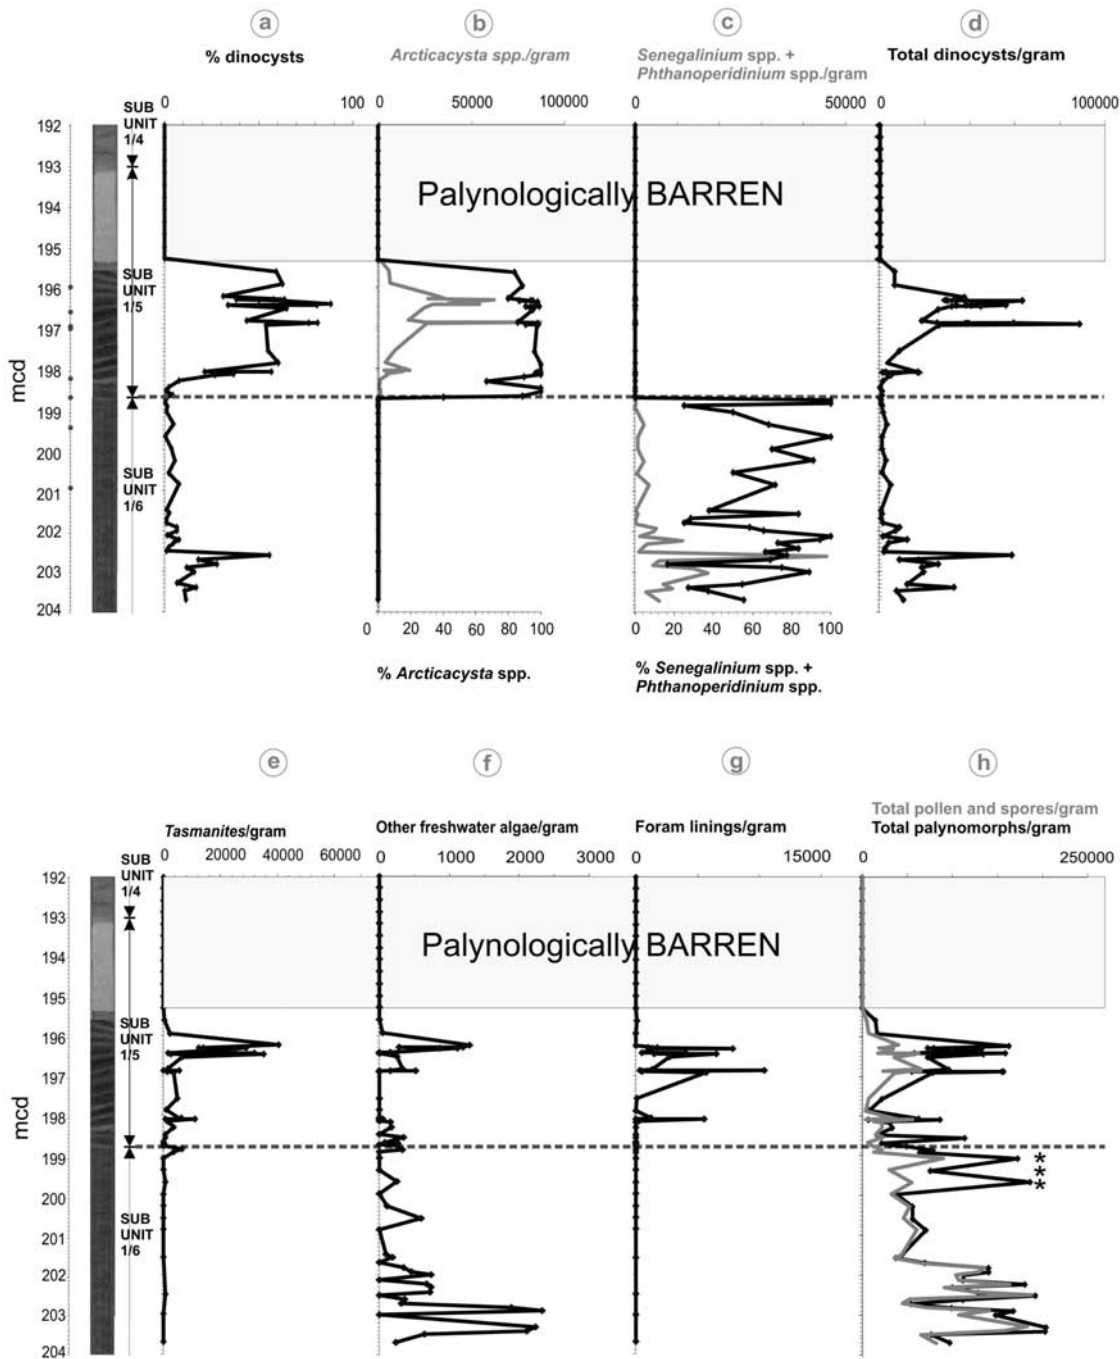 a
b
c
d
% dinocysts
Arcticacysta spp./gram
Senegalinium spp. +
Phthanoperidinium spp./gram
Total dinocysts/gram
0 100
0 50000 100000
0 50000
0 100000
SUB
UNIT
1/4
192
193
194
195
196
197
198
199
200
201
202
203
204
mcd
Palynologically BARREN
SUB
UNIT
1/5
SUB
UNIT
1/6
0 20 40 60 80 100
0 20 40 60 80 100
% Arcticacysta spp.
% Senegalinium spp. +
Phthanoperidinium spp.
e
f
g
h
Tasmanites/gram
Other freshwater algae/gram
Foram linings/gram
Total pollen and spores/gram
Total palynomorphs/gram
0 20000 40000 60000
0 1000 2000 3000
0 15000
0 250000
SUB
UNIT
1/4
192
193
194
195
196
197
198
199
200
201
202
203
204
mcd
Palynologically BARREN
SUB
UNIT
1/5
SUB
UNIT
1/6
*
*
*